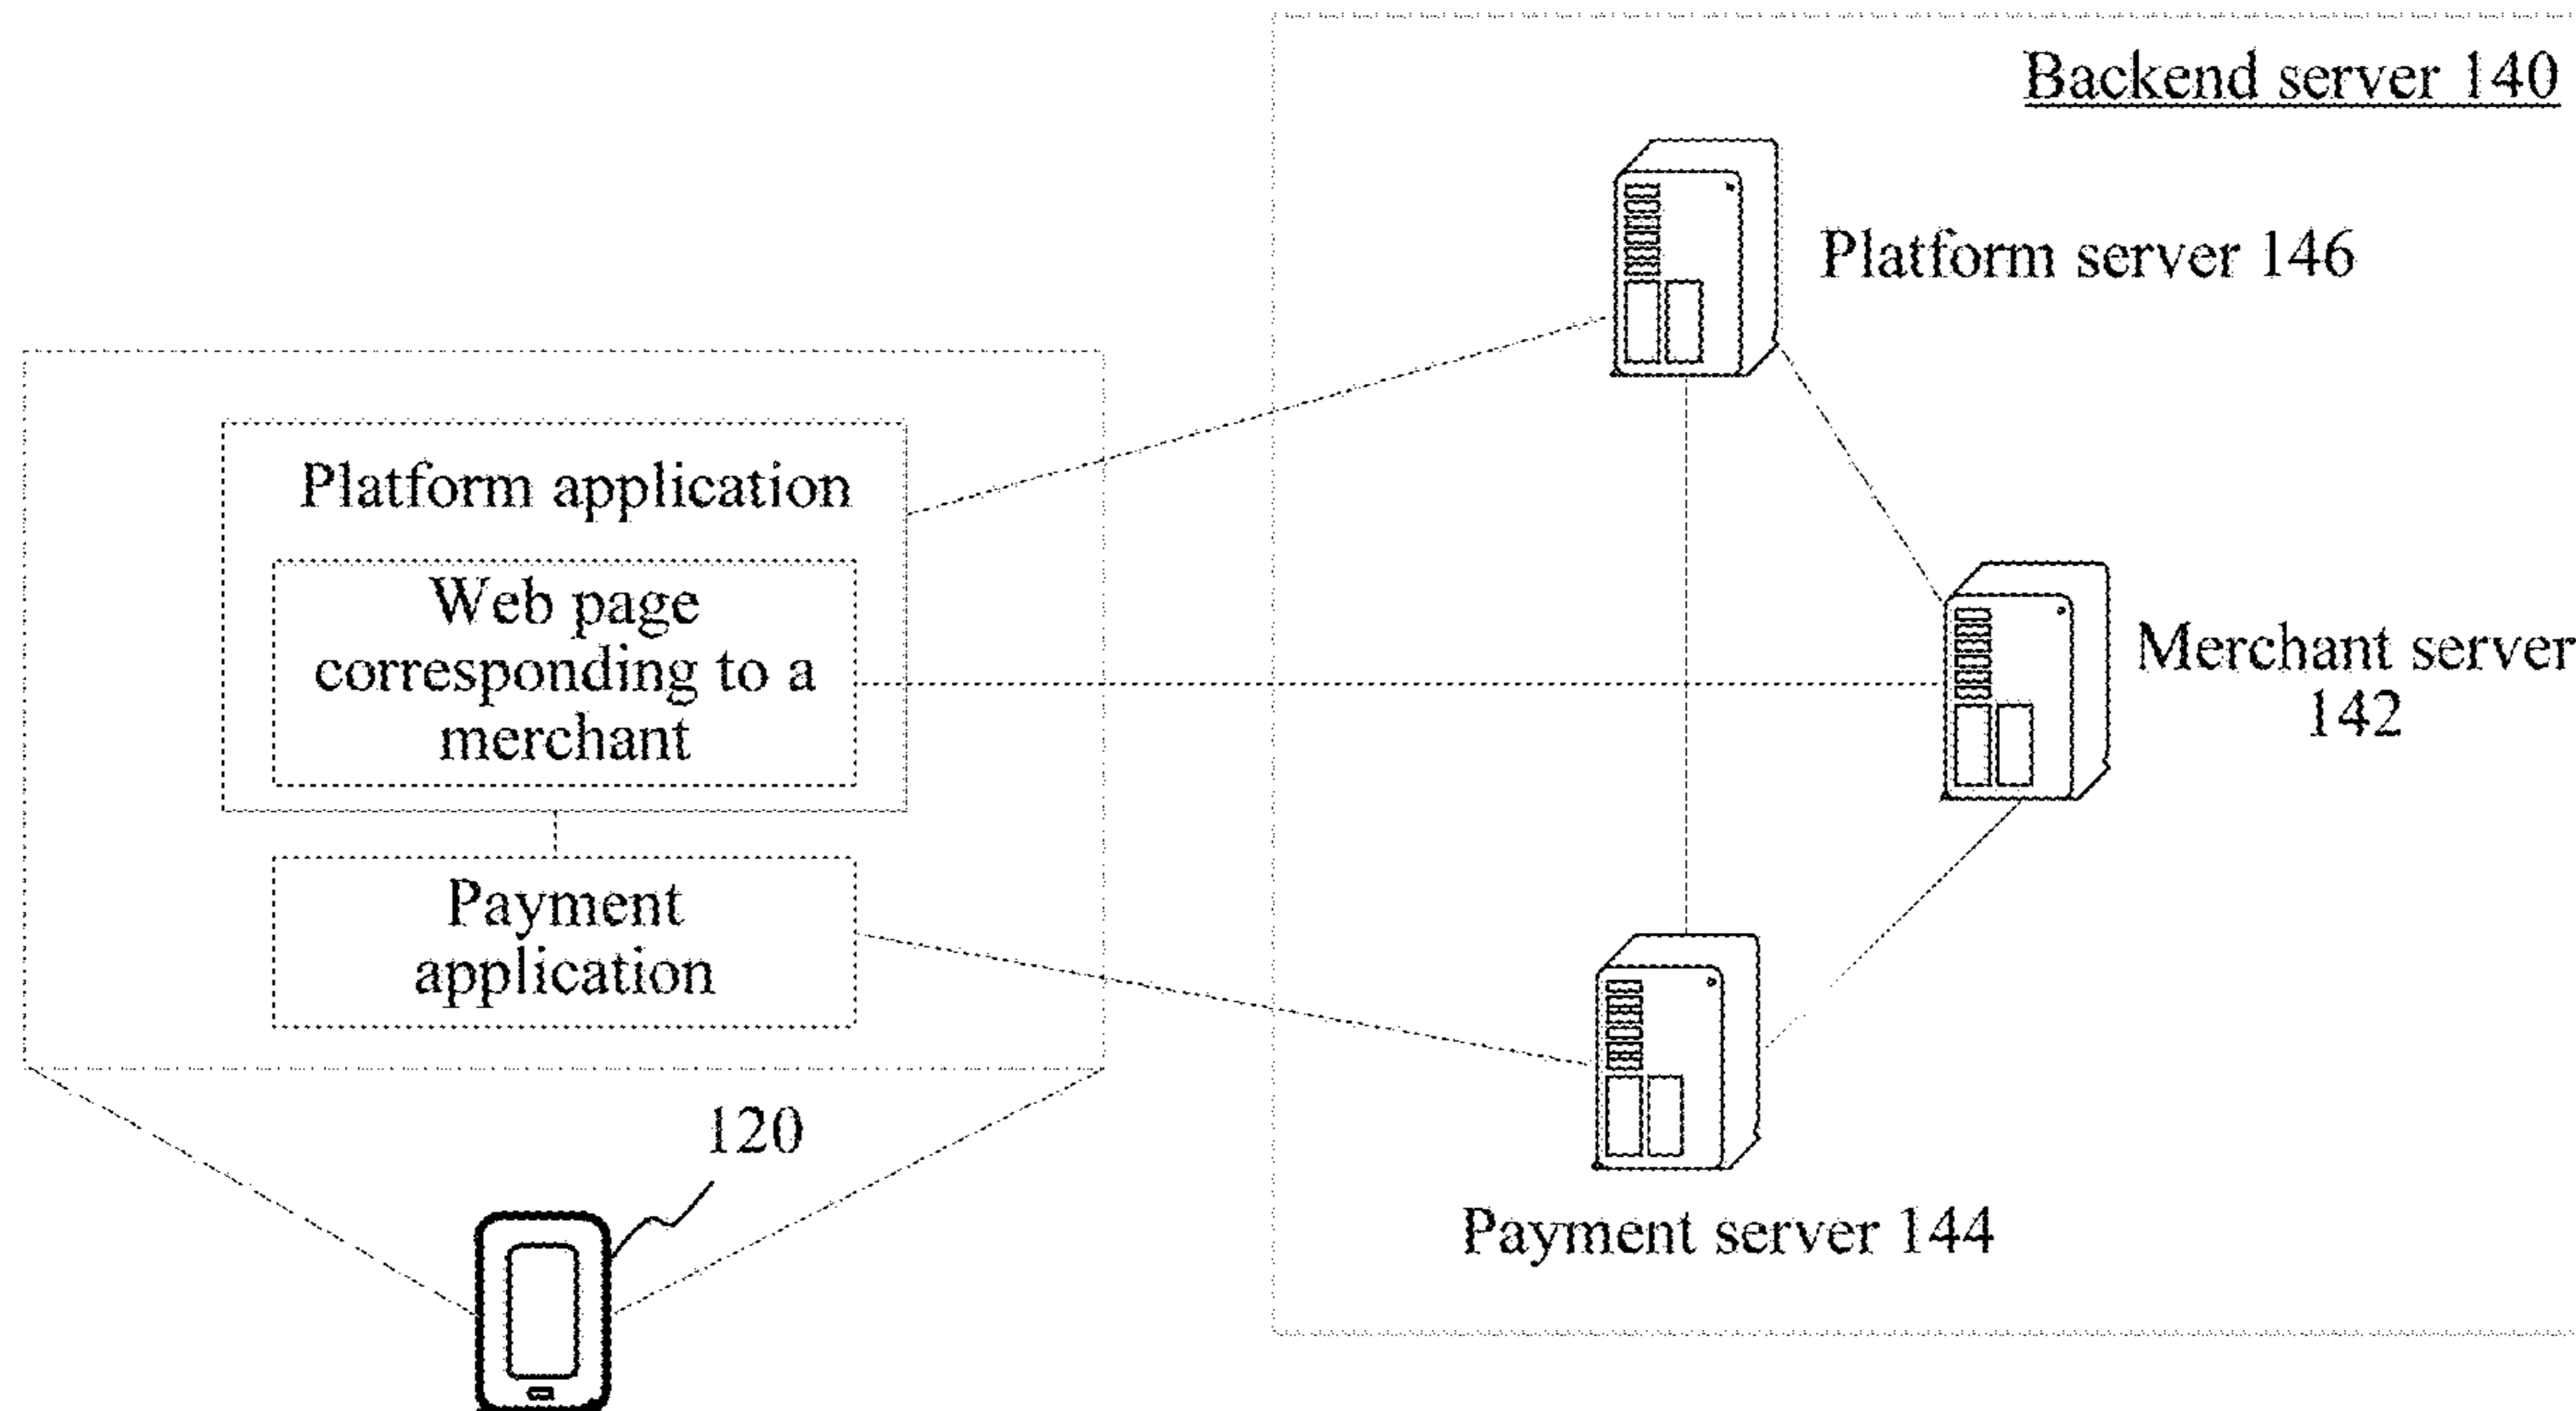 Backend server 140
Platform server 146
Platform application
Web page
corresponding to a
merchant
Merchant server
142
Payment
application
120
Payment server 144